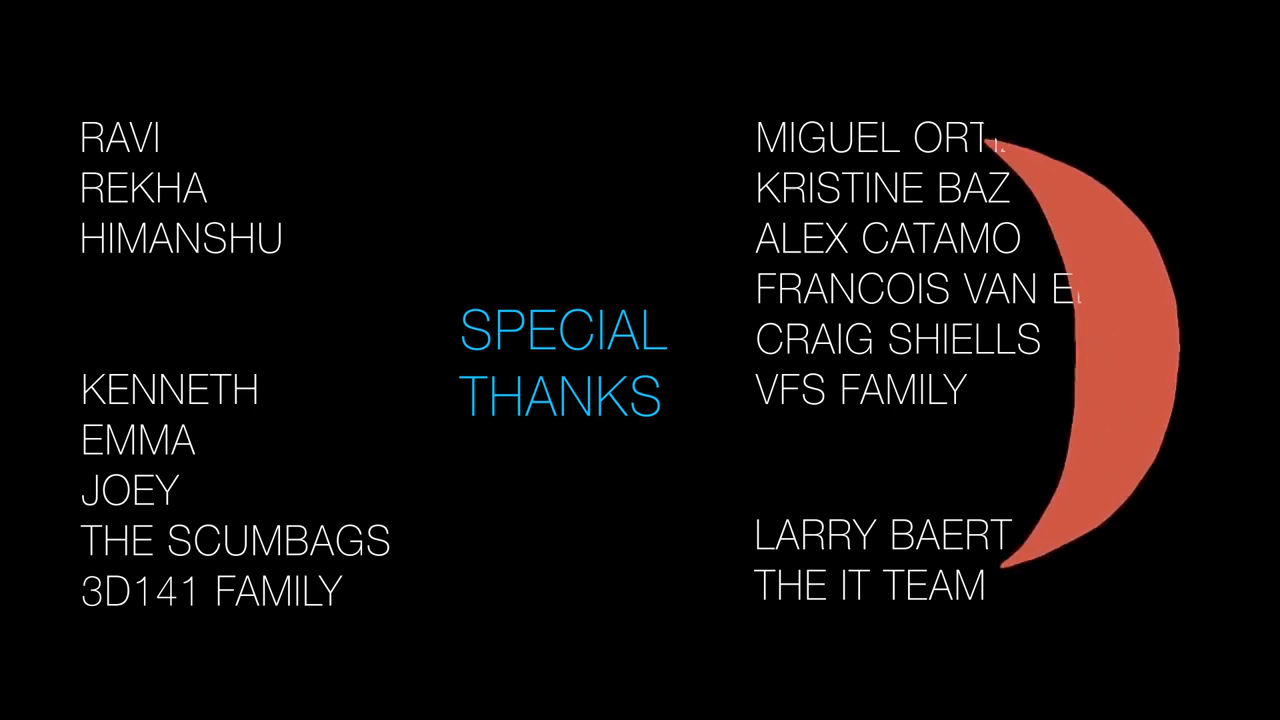 RAVI
REKHA
HIMANSHU
KENNETH
EMMA
JOEY
THE SCUMBAGS
3D141 FAMILY
SPECIAL
THANKS
MIGUEL
KRISTINE BAZ
ALEX CATAMO
FRANCOIS VAN
CRAIG SHIELLS
VFS FAMILY
LARRY BAERT
THE IT TEAM